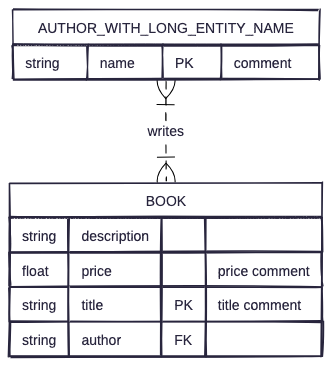 AUTHOR_WITH_LONG_ENTITY_NAME
string name PK comment
writes
BOOK
string description
float price price comment
string title PK title comment
string author FK